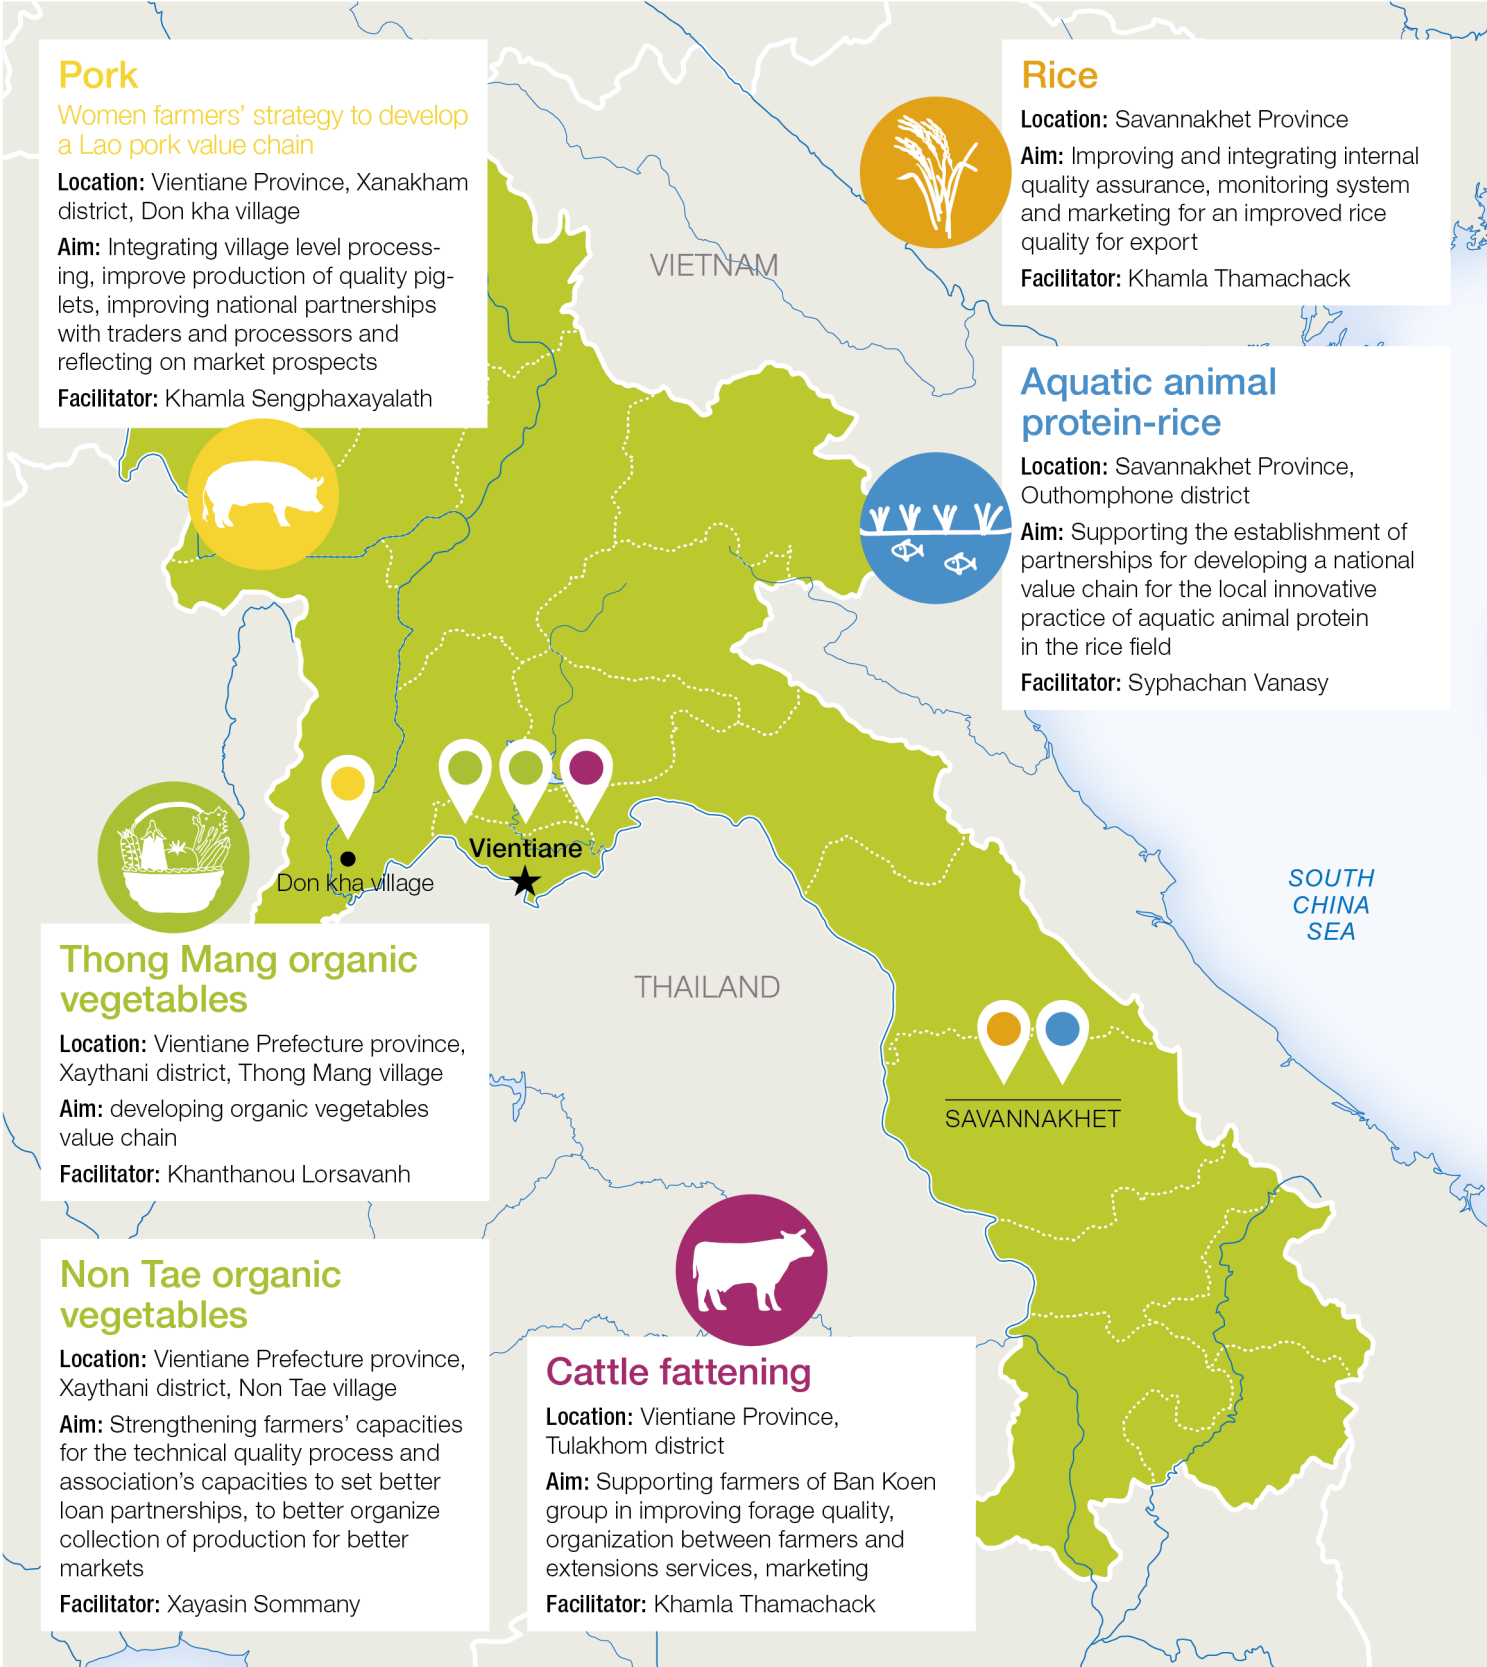 Pork
Women farmers’ strategy to develop
a Lao pork value chain
Location: Vientiane Province, Xanakham
district, Don kha village
Aim: Integrating village level process-
ing, improve production of quality pig-
lets, improving national partnerships
with traders and processors and
reflecting on market prospects
Facilitator: Khamla Sengphaxayalath
Rice
Location: Savannakhet Province
Aim: Improving and integrating internal
quality assurance, monitoring system
and marketing for an improved rice
quality for export
Facilitator: Khamla Thamachack
VIETNAM
Aquatic animal
protein-rice
Location: Savannakhet Province,
Outhomphone district
Aim: Supporting the establishment of
partnerships for developing a national
value chain for the local innovative
practice of aquatic animal protein
in the rice field
Facilitator: Syphachan Vanasy
Vientiane
Don kha village
SOUTH
CHINA
SEA
THAILAND
SAVANNAKHET
Thong Mang organic
vegetables
Location: Vientiane Prefecture province,
Xaythani district, Thong Mang village
Aim: developing organic vegetables
value chain
Facilitator: Khanthanou Lorsavanh
Non Tae organic
vegetables
Location: Vientiane Prefecture province,
Xaythani district, Non Tae village
Aim: Strengthening farmers’ capacities
for the technical quality process and
association’s capacities to set better
loan partnerships, to better organize
collection of production for better
markets
Facilitator: Xayasin Sommany
Cattle fattening
Location: Vientiane Province,
Tulakhom district
Aim: Supporting farmers of Ban Koen
group in improving forage quality,
organization between farmers and
extensions services, marketing
Facilitator: Khamla Thamachack